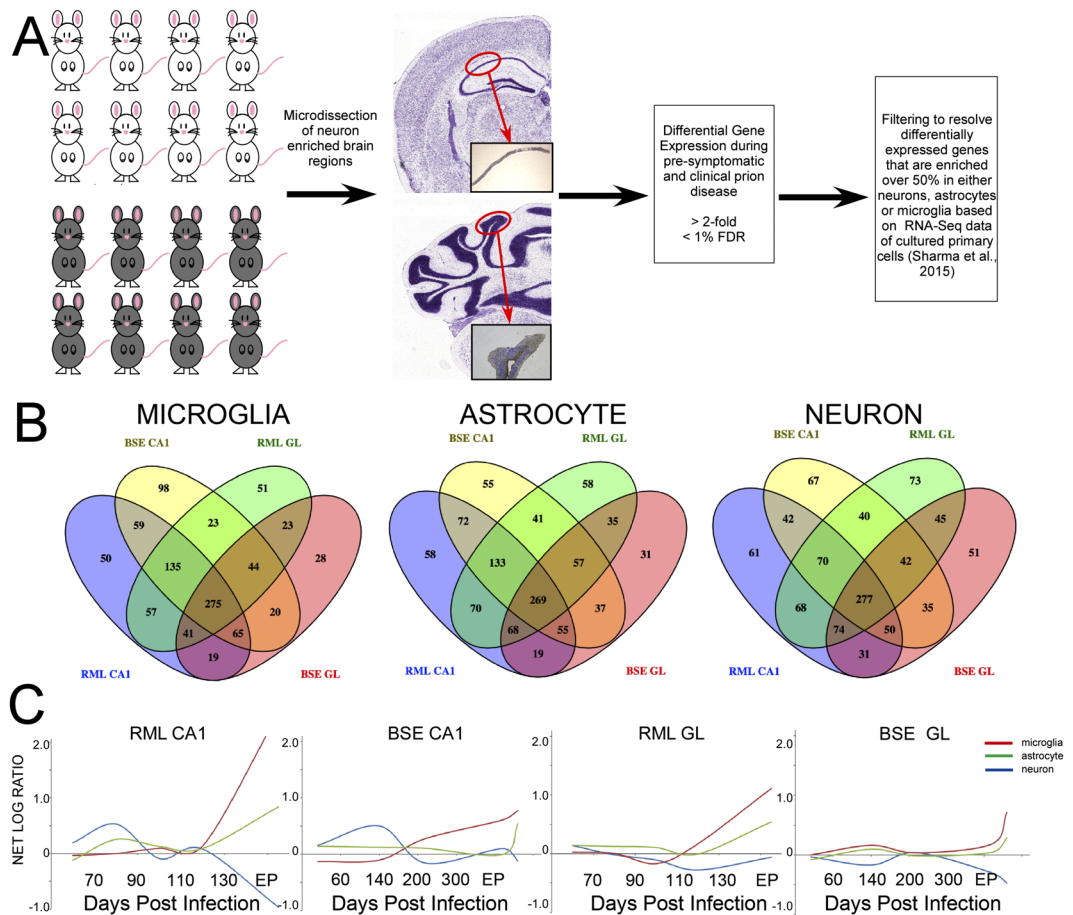 A
Microdissection
of neuron
enriched brain
regions
Differential Gene
Expression during
pre-symptomatic
and clinical prion
disease
> 2-fold
< 1% FDR
Filtering to resolve
differentially
expressed genes
that are enriched
over 50% in either
neurons, astrocytes
or microglia based
on RNA-Seq data
of cultured primary
cells (Sharma et al.,
2015)
B
MICROGLIA
BSE CA1
RML GL
98
51
59
23
23
50
28
135
44
275
57
20
41
65
19
RML CA1
BSE GL
ASTROCYTE
BSE CA1
RML GL
55
58
72
41
35
58
31
133
57
269
70
37
68
55
19
RML CA1
BSE GL
NEURON
BSE CA1
RML GL
67
73
42
40
45
61
51
70
42
277
68
35
74
50
31
RML CA1
BSE GL
C
NET LOG RATIO
RML CA1
2.0
1.0
0
-1.0
70 90 110 130 EP
Days Post Infection
BSE CA1
2.0
1.0
0
-1.0
60 140 200 300 EP
Days Post Infection
RML GL
2.0
1.0
0
-1.0
70 90 110 130 EP
Days Post Infection
BSE GL
2.0
1.0
0
-1.0
60 140 200 300 EP
Days Post Infection
microglia
astrocyte
neuron